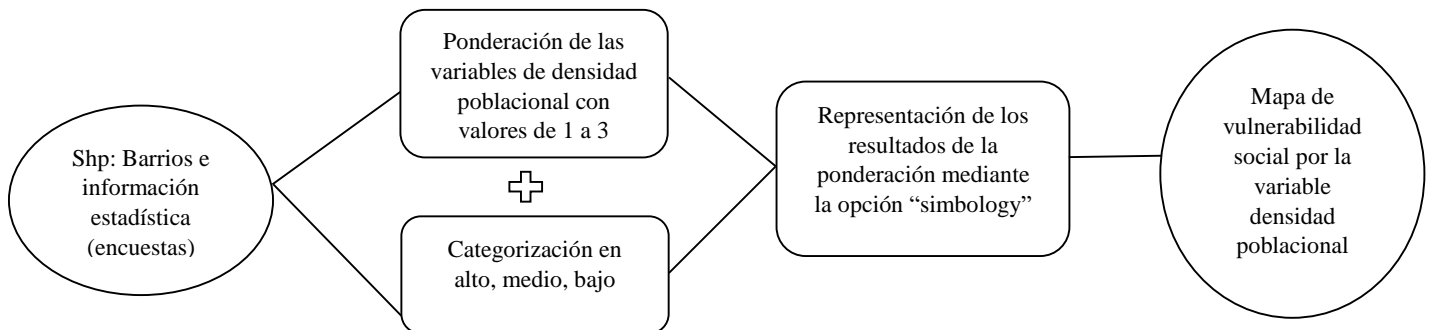 Shp: Barrios e
información
estadística
(encuestas)
Ponderación de las
variables de densidad
poblacional con
valores de 1 a 3
Categorización en
alto, medio, bajo
Representación de los
resultados de la
ponderación mediante
la opción “simbology”
Mapa de
vulnerabilidad
social por la
variable
densidad
poblacional